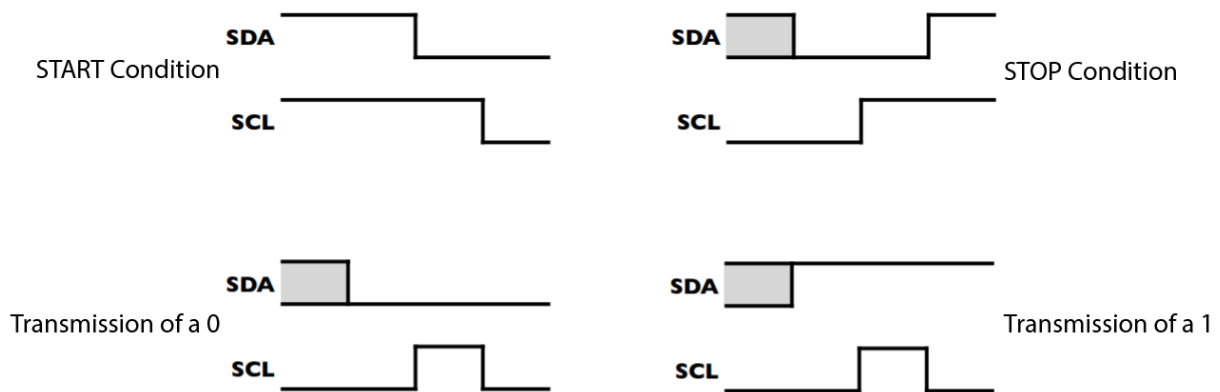 SDA
START Condition
SCL
SDA
STOP Condition
SCL
SDA
Transmission of a 0
SCL
SDA
Transmission of a 1
SCL